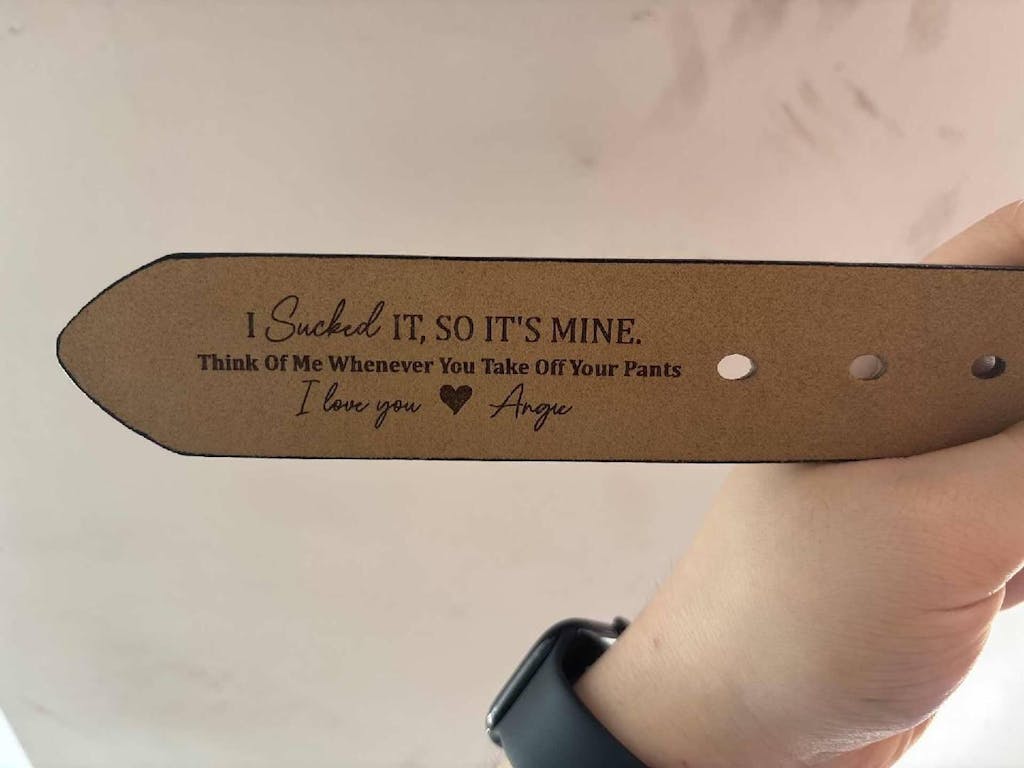 I Sucked IT, SO IT'S MINE.
Think Of Me Whenever You Take Off Your Pants
I love you ♥ Angie